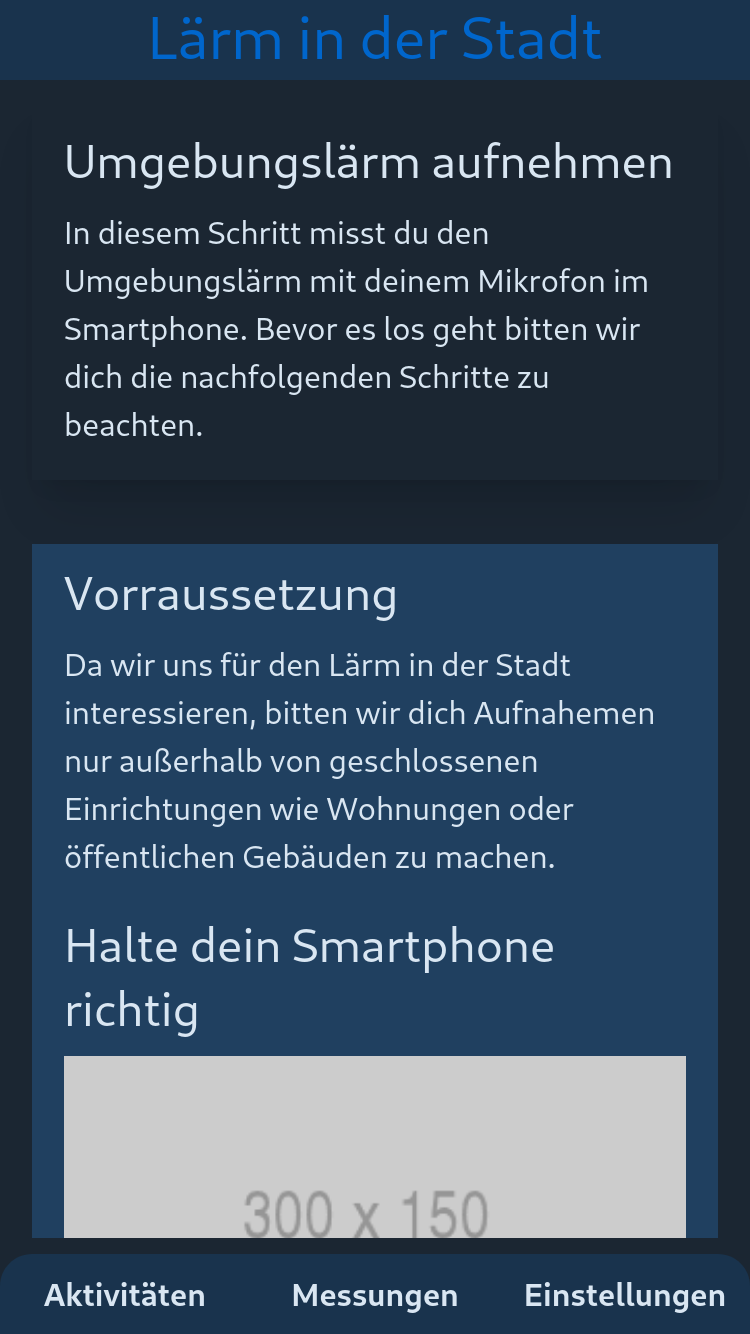 Lärm in der Stadt
Umgebungslärm aufnehmen
In diesem Schritt misst du den
Umgebungslärm mit deinem Mikrofon im
Smartphone. Bevor es los geht bitten wir
dich die nachfolgenden Schritte zu
beachten.
Vorraussetzung
Da wir uns für den Lärm in der Stadt
interessieren, bitten wir dich Aufnahemen
nur außerhalb von geschlossenen
Einrichtungen wie Wohnungen oder
öffentlichen Gebäuden zu machen.
Halte dein Smartphone
richtig
300 x 150
Aktivitäten Messungen Einstellungen